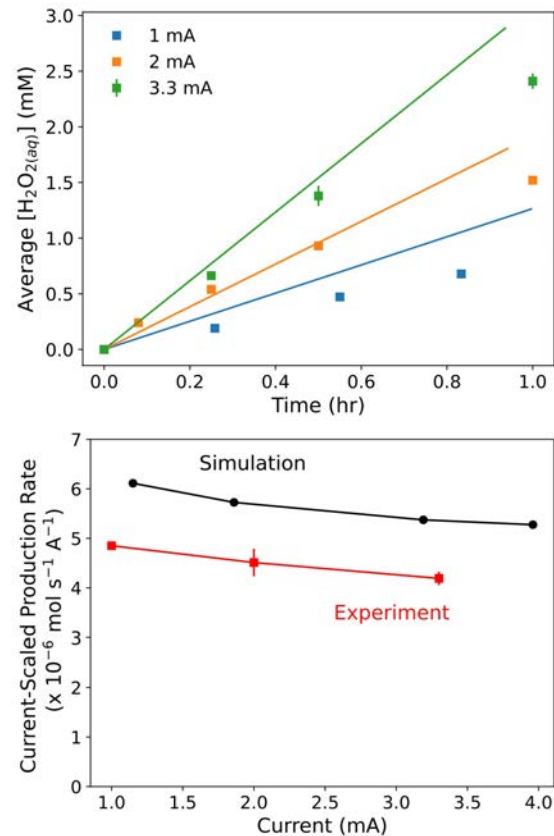 3.0
2.5
2.0
1.5
1.0
0.5
0.0
Average [H₂O₂₍aq₎] (mM)
1 mA
2 mA
3.3 mA
0.0 0.2 0.4 0.6 0.8 1.0
Time (hr)
7
6
5
4
3
2
1
0
Current-Scaled Production Rate
(x 10⁻⁶ mol s⁻¹ A⁻¹)
Simulation
Experiment
1.0 1.5 2.0 2.5 3.0 3.5 4.0
Current (mA)